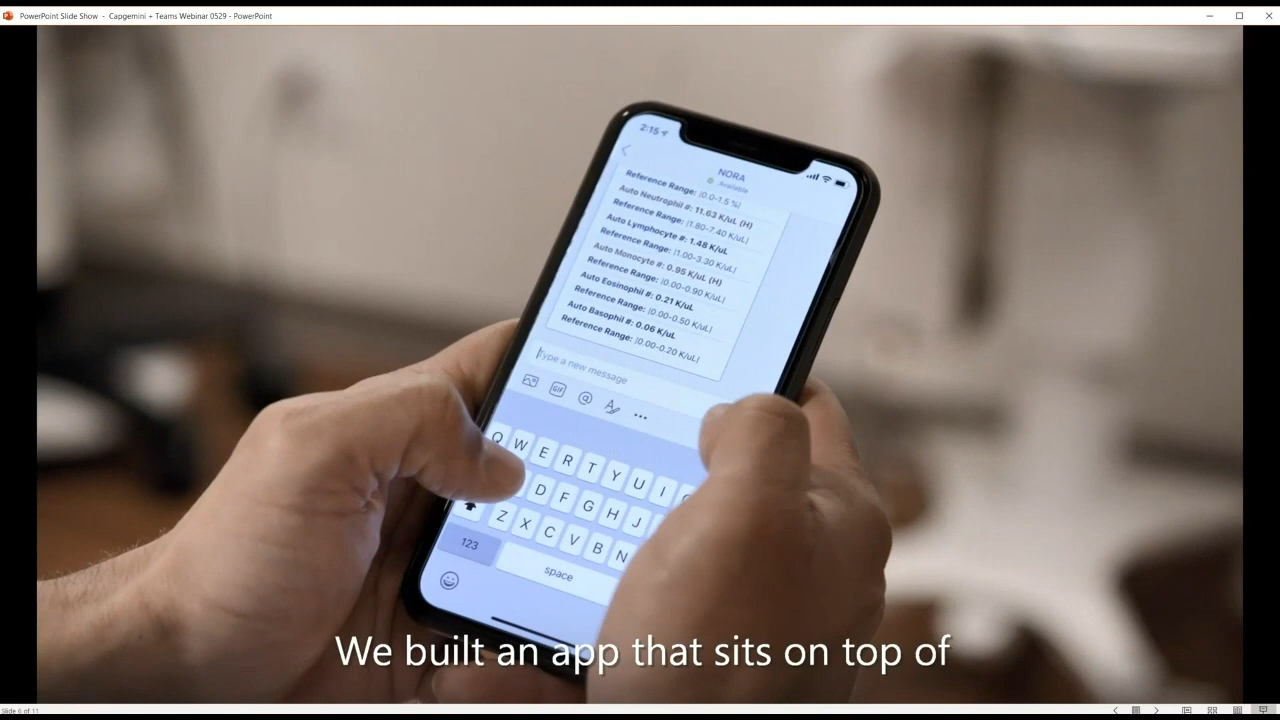 PowerPoint Slide Show - Capgemini + Teams Webinar 0529 - PowerPoint
2:15
NORA
Available
Reference Range: |0.0-1.5 %|
Auto Neutrophil #: 11.63 K/uL (H)
Reference Range: |1.80-7.40 K/uL|
Auto Lymphocyte #: 1.48 K/uL
Reference Range: |1.00-3.30 K/uL|
Auto Monocyte #: 0.95 K/uL (H)
Reference Range: |0.00-0.90 K/uL|
Auto Eosinophil #: 0.21 K/uL
Reference Range: |0.00-0.50 K/uL|
Auto Basophil #: 0.06 K/uL
Reference Range: |0.00-0.20 K/uL|
Type a new message
GIF @ A
Q W E R T Y U I
D F G H J
Z X C V B N
123 space
We built an app that sits on top of
Slide 6 of 11